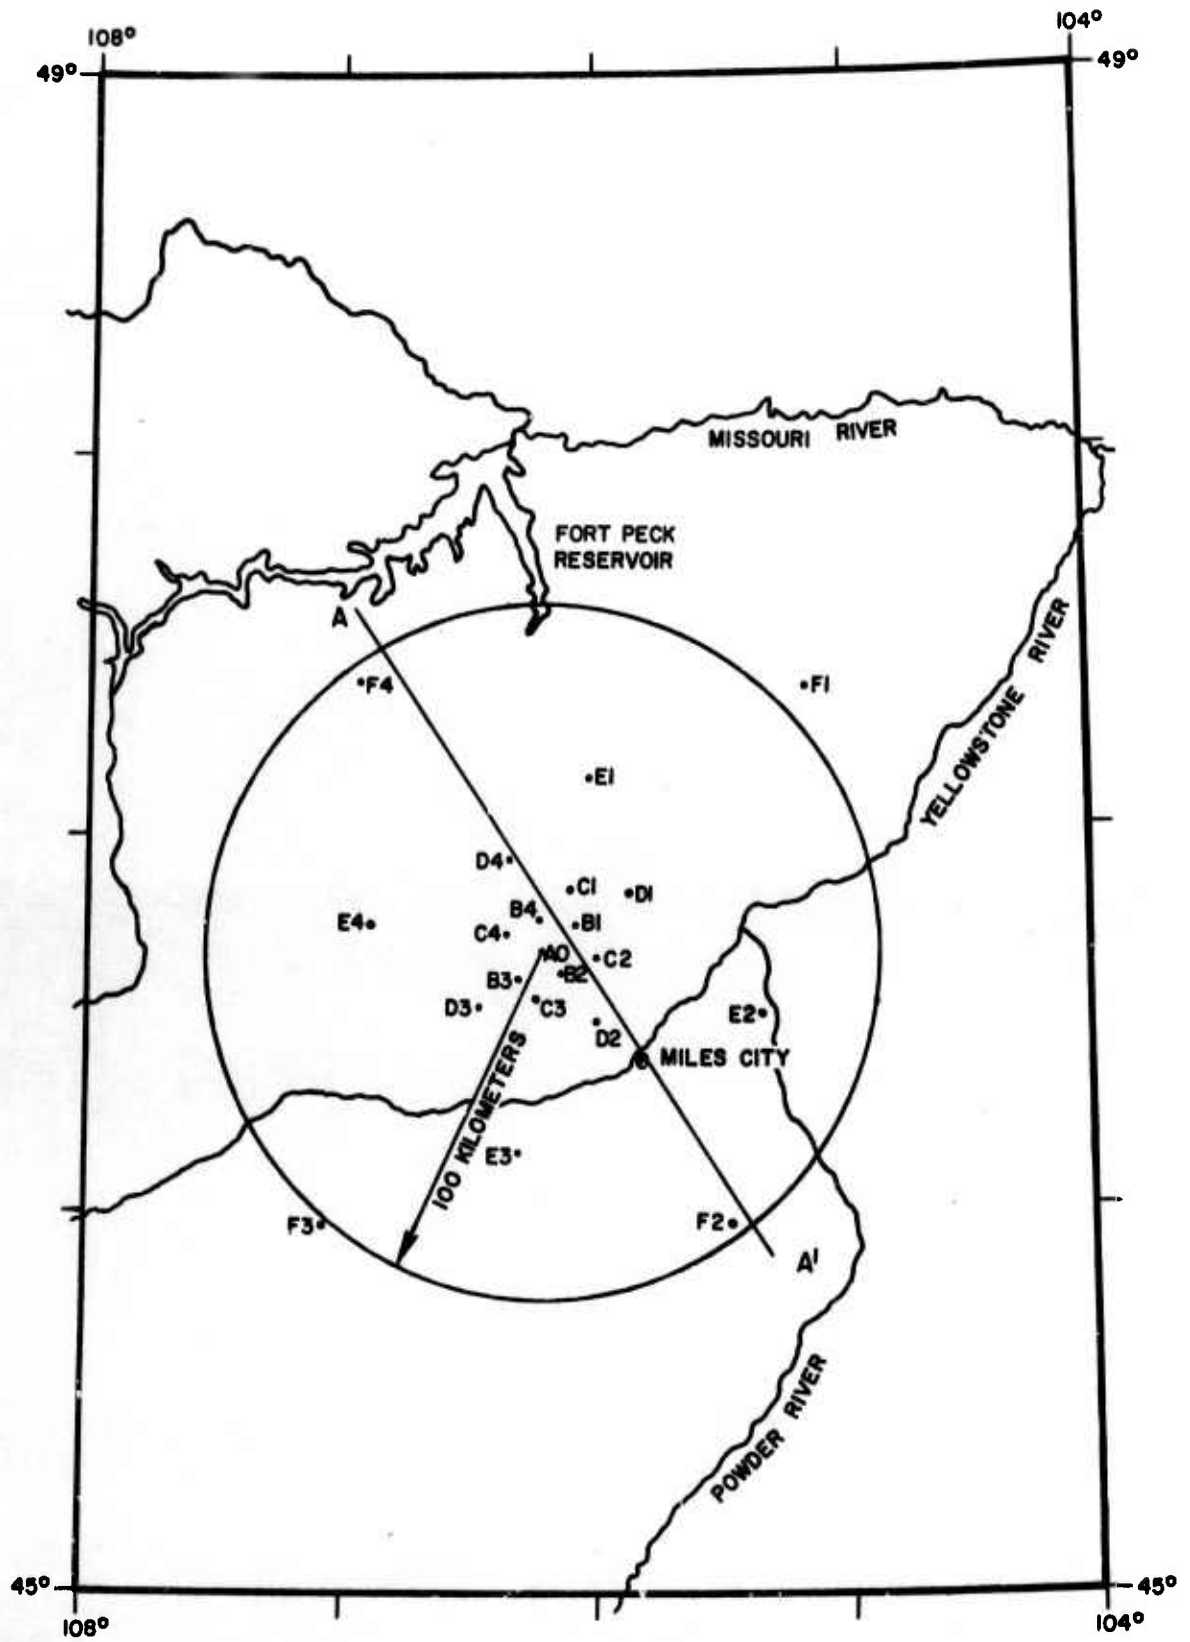 108°
104°
49°
49°
MISSOURI RIVER
FORT PECK
RESERVOIR
A
F4
F1
YELLOWSTONE RIVER
E1
D4
C1
D1
B4
B1
E4
C4
A0
C2
B2
B3
D3
C3
E2
D2
MILES CITY
100 KILOMETERS
E3
F3
F2
A'
POWDER RIVER
45°
45°
108°
104°